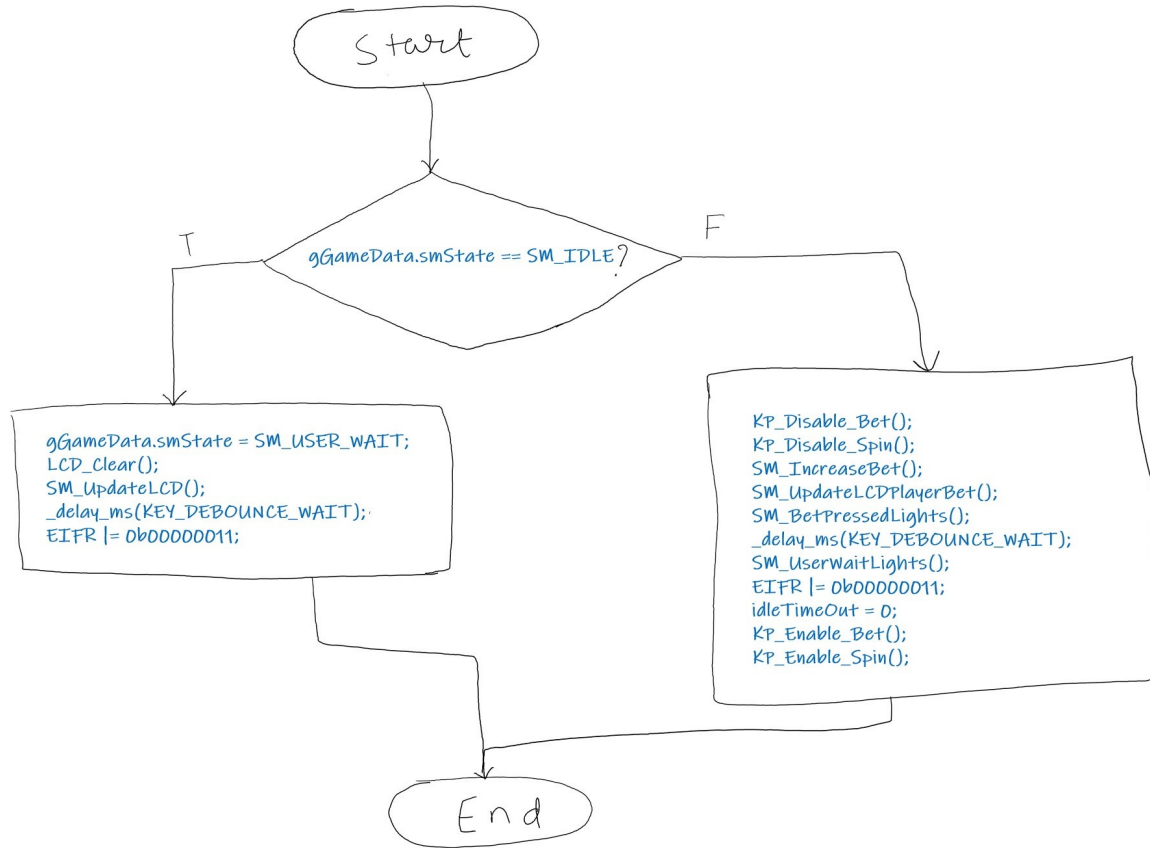 Start
gGameData.smState == SM_IDLE?
T
F
gGameData.smState = SM_USER_WAIT;
LCD_Clear();
SM_UpdateLCD();
_delay_ms(KEY_DEBOUNCE_WAIT);
EIFR |= 0b00000011;
KP_Disable_Bet();
KP_Disable_Spin();
SM_IncreaseBet();
SM_UpdateLCDPlayerBet();
SM_BetPressedLights();
_delay_ms(KEY_DEBOUNCE_WAIT);
SM_UserWaitLights();
EIFR |= 0b00000011;
idleTimeOut = 0;
KP_Enable_Bet();
KP_Enable_Spin();
End